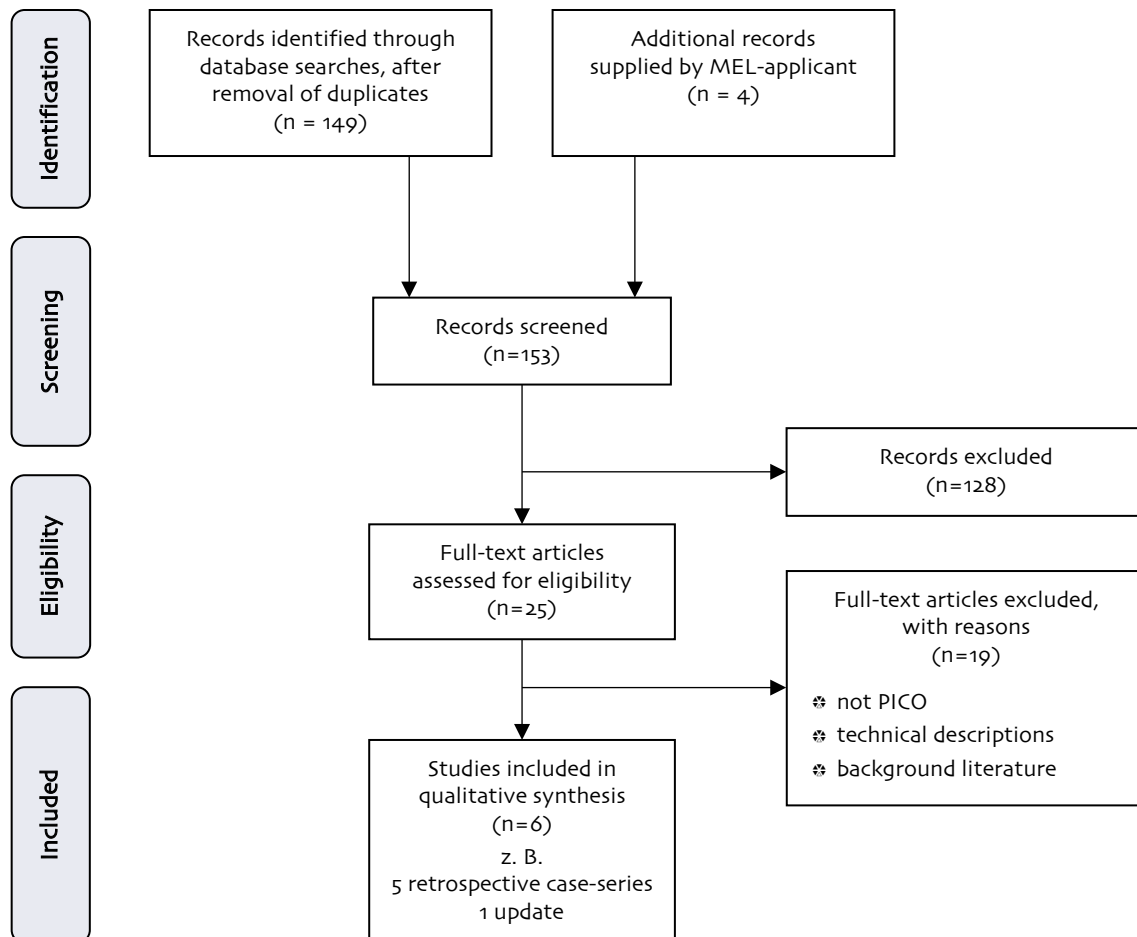 Identification
Records identified through
database searches, after
removal of duplicates
(n = 149)
Additional records
supplied by MEL-applicant
(n = 4)
Screening
Records screened
(n=153)
Records excluded
(n=128)
Eligibility
Full-text articles
assessed for eligibility
(n=25)
Full-text articles excluded,
with reasons
(n=19)
not PICO
technical descriptions
background literature
Included
Studies included in
qualitative synthesis
(n=6)
z. B.
5 retrospective case-series
1 update